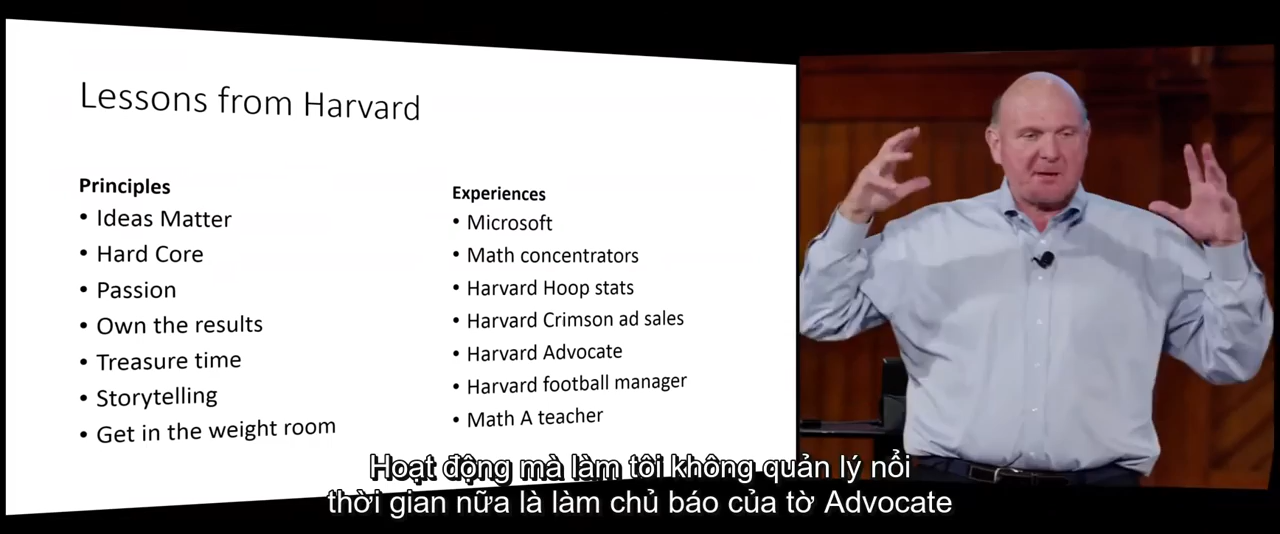 Lessons from Harvard
Principles
• Ideas Matter
• Hard Core
• Passion
• Own the results
• Treasure time
• Storytelling
• Get in the weight room
Experiences
• Microsoft
• Math concentrators
• Harvard Hoop stats
• Harvard Crimson ad sales
• Harvard Advocate
• Harvard football manager
• Math A teacher
Hoạt động mà làm tôi không quản lý nổi
thời gian nữa là làm chủ báo của tờ Advocate